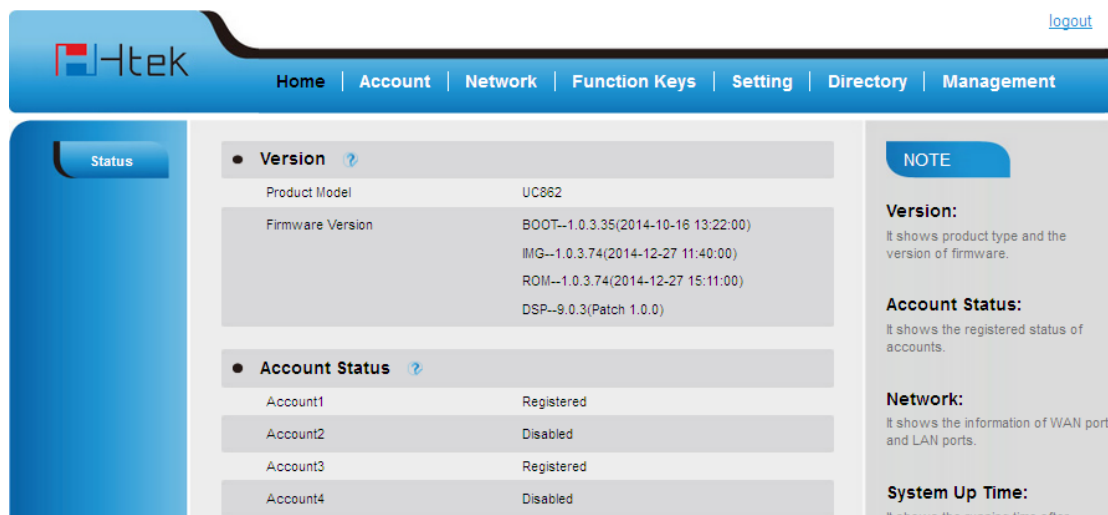 logout
Htek
Home | Account | Network | Function Keys | Setting | Directory | Management
Status
Version
Product Model UC862
Firmware Version BOOT--1.0.3.35(2014-10-16 13:22:00)
IMG--1.0.3.74(2014-12-27 11:40:00)
ROM--1.0.3.74(2014-12-27 15:11:00)
DSP--9.0.3(Patch 1.0.0)
Account Status
Account1 Registered
Account2 Disabled
Account3 Registered
Account4 Disabled
NOTE
Version:
It shows product type and the
version of firmware.
Account Status:
It shows the registered status of
accounts.
Network:
It shows the information of WAN port
and LAN ports.
System Up Time: